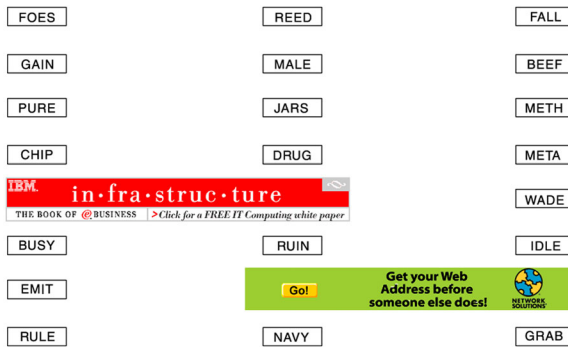 FOES REED FALL
GAIN MALE BEEF
PURE JARS METH
CHIP DRUG META
IBM.
in·fra·struc·ture
THE BOOK OF @BUSINESS >Click for a FREE IT Computing white paper
WADE
BUSY RUIN IDLE
EMIT
Go!
Get your Web
Address before
someone else does!
NETWORK
SOLUTIONS
RULE NAVY GRAB